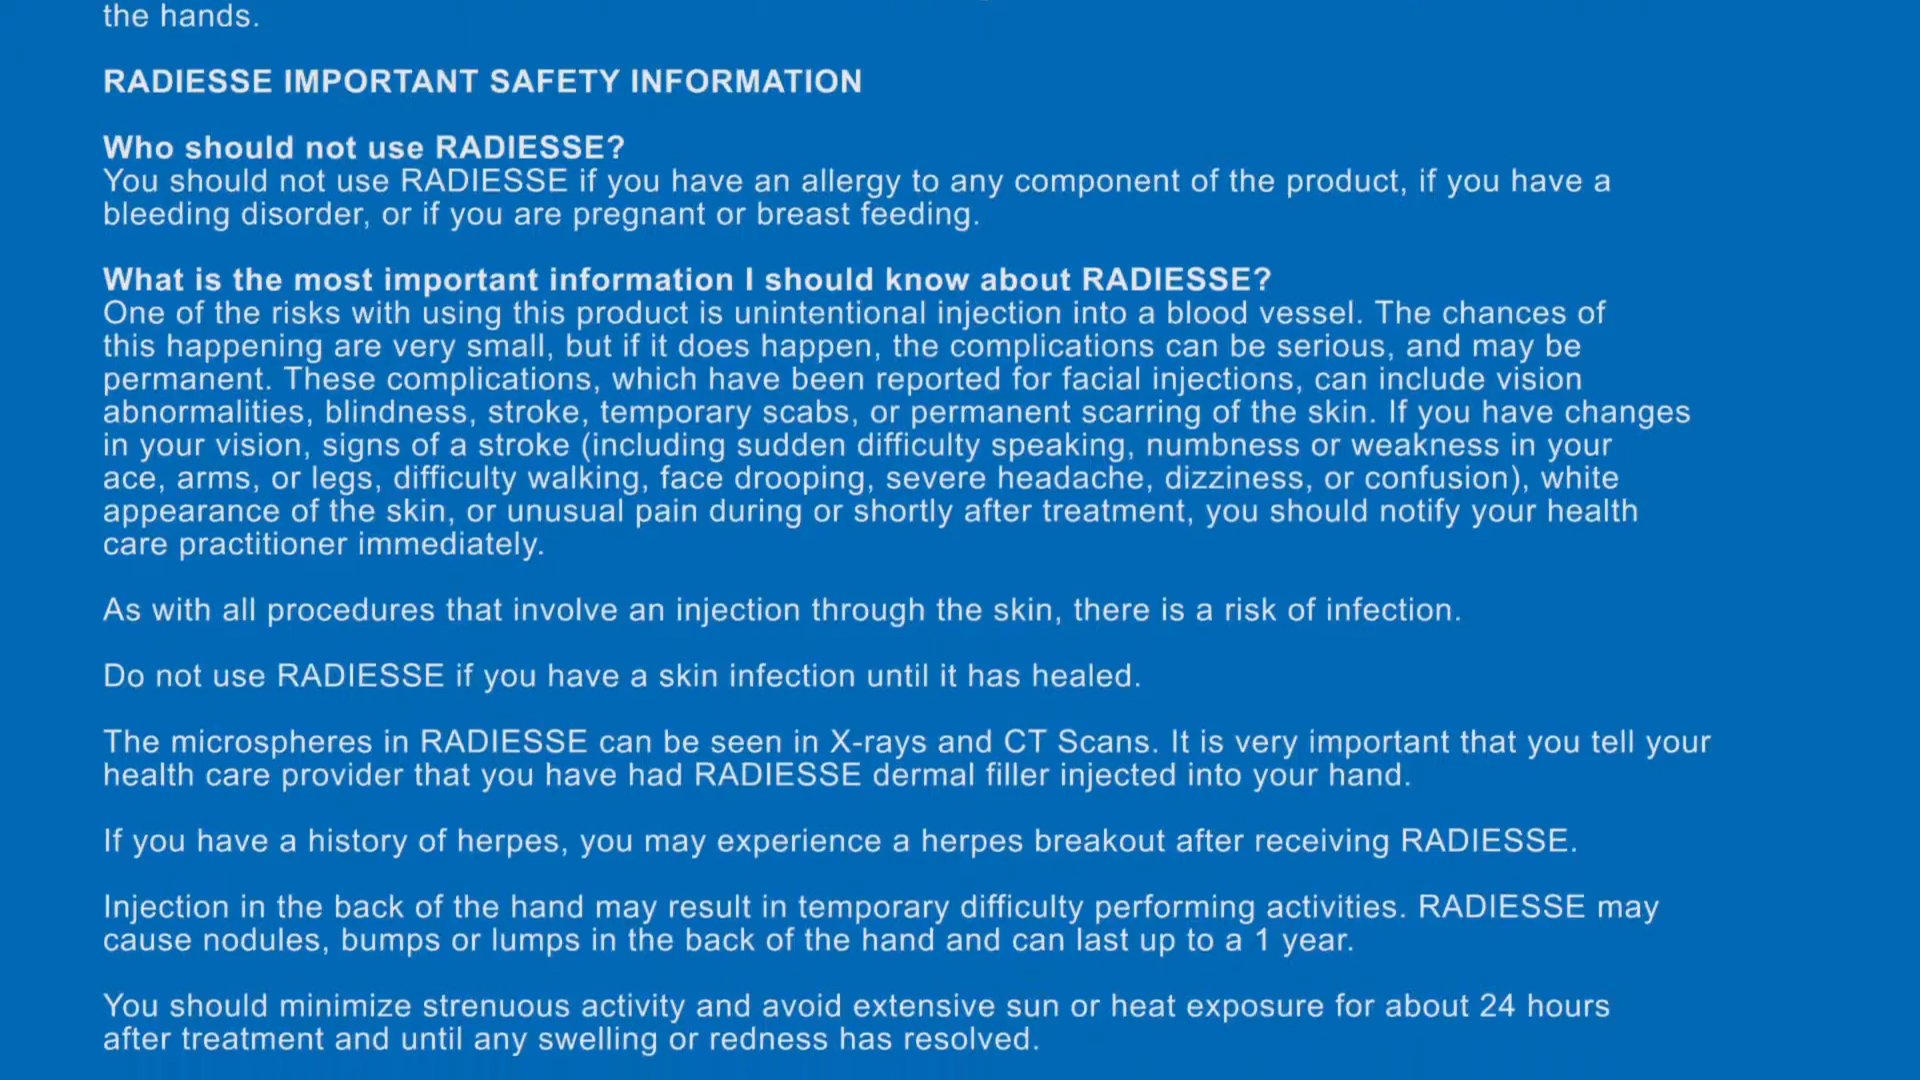 the hands.
RADIESSE IMPORTANT SAFETY INFORMATION
Who should not use RADIESSE?
You should not use RADIESSE if you have an allergy to any component of the product, if you have a
bleeding disorder, or if you are pregnant or breast feeding.
What is the most important information I should know about RADIESSE?
One of the risks with using this product is unintentional injection into a blood vessel. The chances of
this happening are very small, but if it does happen, the complications can be serious, and may be
permanent. These complications, which have been reported for facial injections, can include vision
abnormalities, blindness, stroke, temporary scabs, or permanent scarring of the skin. If you have changes
in your vision, signs of a stroke (including sudden difficulty speaking, numbness or weakness in your
ace, arms, or legs, difficulty walking, face drooping, severe headache, dizziness, or confusion), white
appearance of the skin, or unusual pain during or shortly after treatment, you should notify your health
care practitioner immediately.
As with all procedures that involve an injection through the skin, there is a risk of infection.
Do not use RADIESSE if you have a skin infection until it has healed.
The microspheres in RADIESSE can be seen in X-rays and CT Scans. It is very important that you tell your
health care provider that you have had RADIESSE dermal filler injected into your hand.
If you have a history of herpes, you may experience a herpes breakout after receiving RADIESSE.
Injection in the back of the hand may result in temporary difficulty performing activities. RADIESSE may
cause nodules, bumps or lumps in the back of the hand and can last up to a 1 year.
You should minimize strenuous activity and avoid extensive sun or heat exposure for about 24 hours
after treatment and until any swelling or redness has resolved.